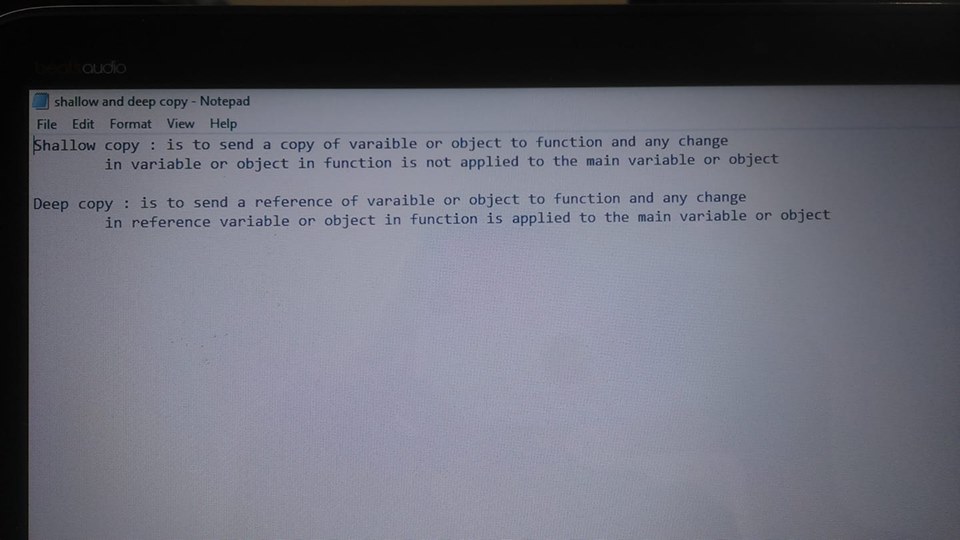 beatsaudio
shallow and deep copy - Notepad
File Edit Format View Help
Shallow copy : is to send a copy of varaible or object to function and any change
in variable or object in function is not applied to the main variable or object
Deep copy : is to send a reference of varaible or object to function and any change
in reference variable or object in function is applied to the main variable or object